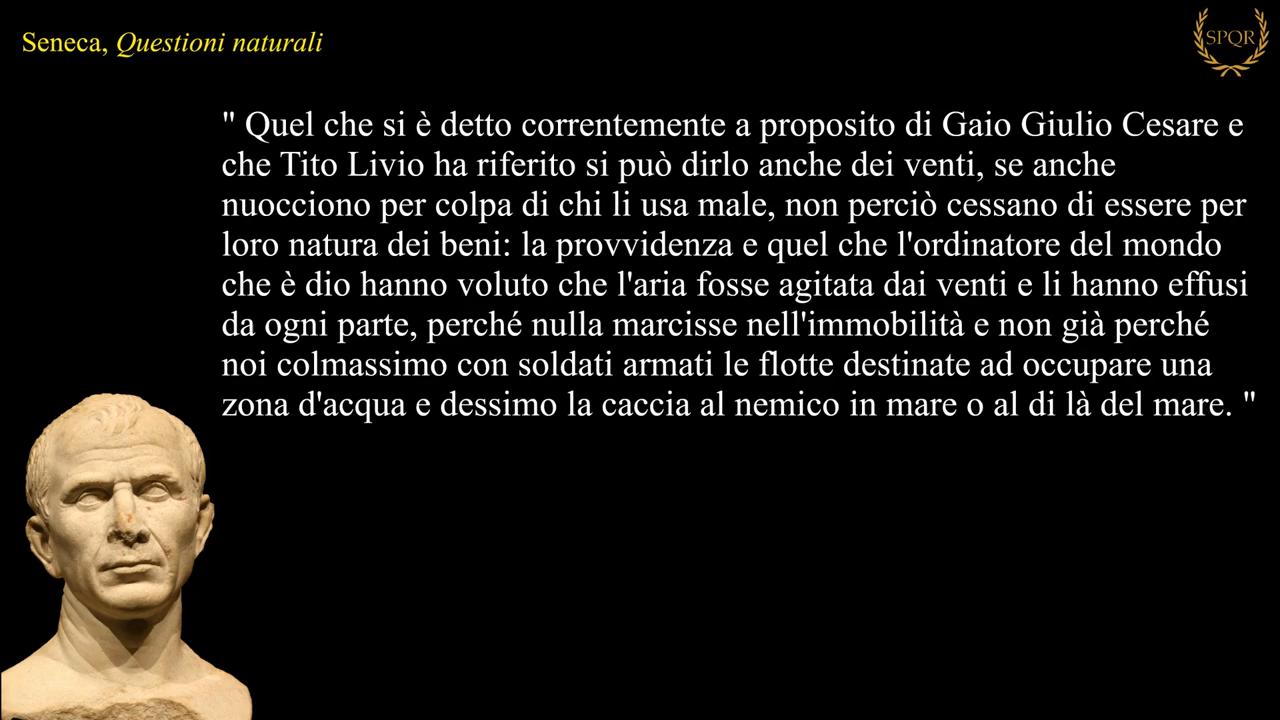 Seneca, Questioni naturali
SPQR
" Quel che si è detto correntemente a proposito di Gaio Giulio Cesare e
che Tito Livio ha riferito si può dirlo anche dei venti, se anche
nuocciono per colpa di chi li usa male, non perciò cessano di essere per
loro natura dei beni: la provvidenza e quel che l'ordinatore del mondo
che è dio hanno voluto che l'aria fosse agitata dai venti e li hanno effusi
da ogni parte, perché nulla marcisse nell'immobilità e non già perché
noi colmassimo con soldati armati le flotte destinate ad occupare una
zona d'acqua e dessimo la caccia al nemico in mare o al di là del mare. "